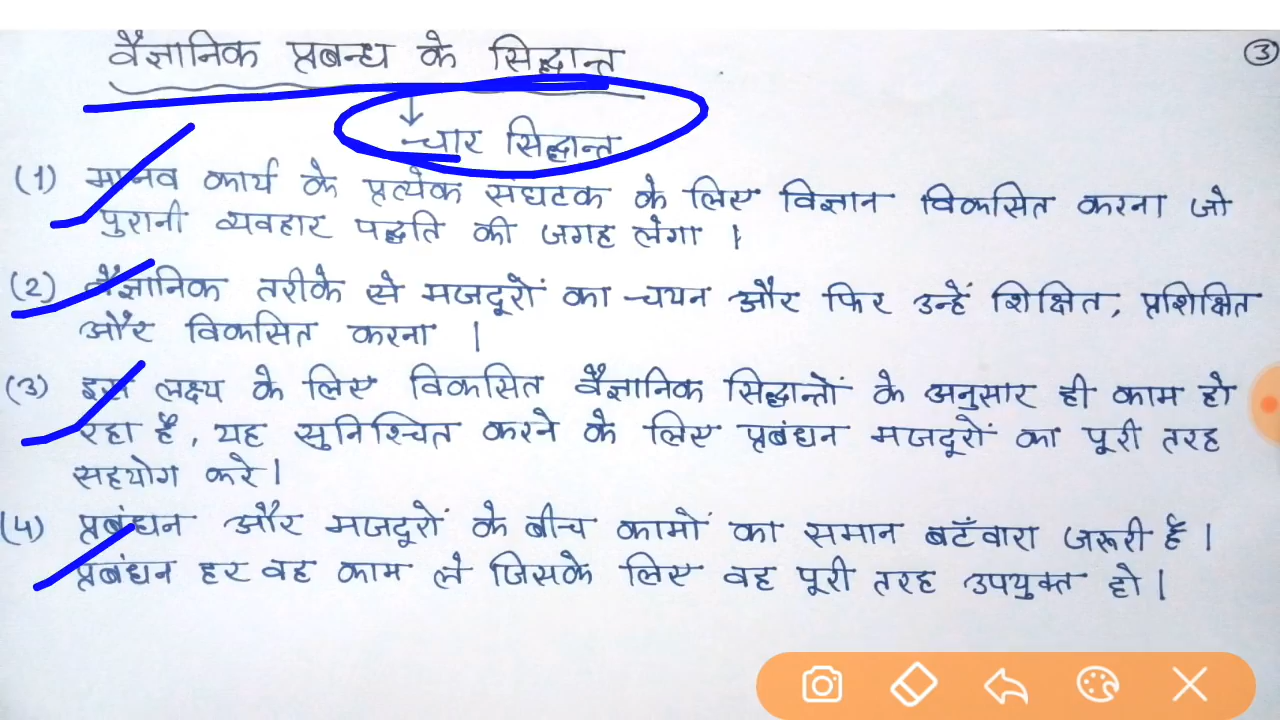 वैज्ञानिक प्रबन्ध के सिद्धान्त
3
चार सिद्धान्त
(1) मानव कार्य के प्रत्येक संघटक के लिए विज्ञान विकसित करना जो
पुरानी व्यवहार पद्धति की जगह लेगा।
(2) वैज्ञानिक तरीके से मजदूरों का चयन और फिर उन्हें शिक्षित, प्रशिक्षित
और विकसित करना।
(3) इस लक्ष्य के लिए विकसित वैज्ञानिक सिद्धान्तों के अनुसार ही काम हो
रहा है, यह सुनिश्चित करने के लिए प्रबंधन मजदूरों का पूरी तरह
सहयोग करे।
(4) प्रबंधन और मजदूरों के बीच कामों का समान बटँवारा जरूरी है।
प्रबंधन हर वह काम ले जिसके लिए वह पूरी तरह उपयुक्त हो।